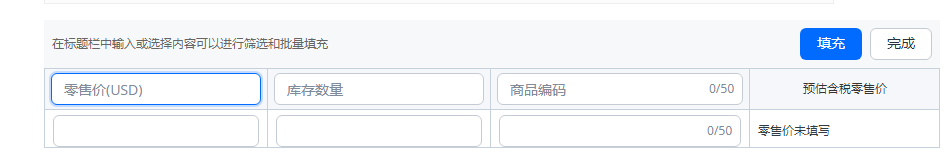 在标题栏中输入或选择内容可以进行筛选和批量填充
填充
完成
零售价(USD)
库存数量
商品编码
0/50
预估含税零售价
0/50
零售价未填写